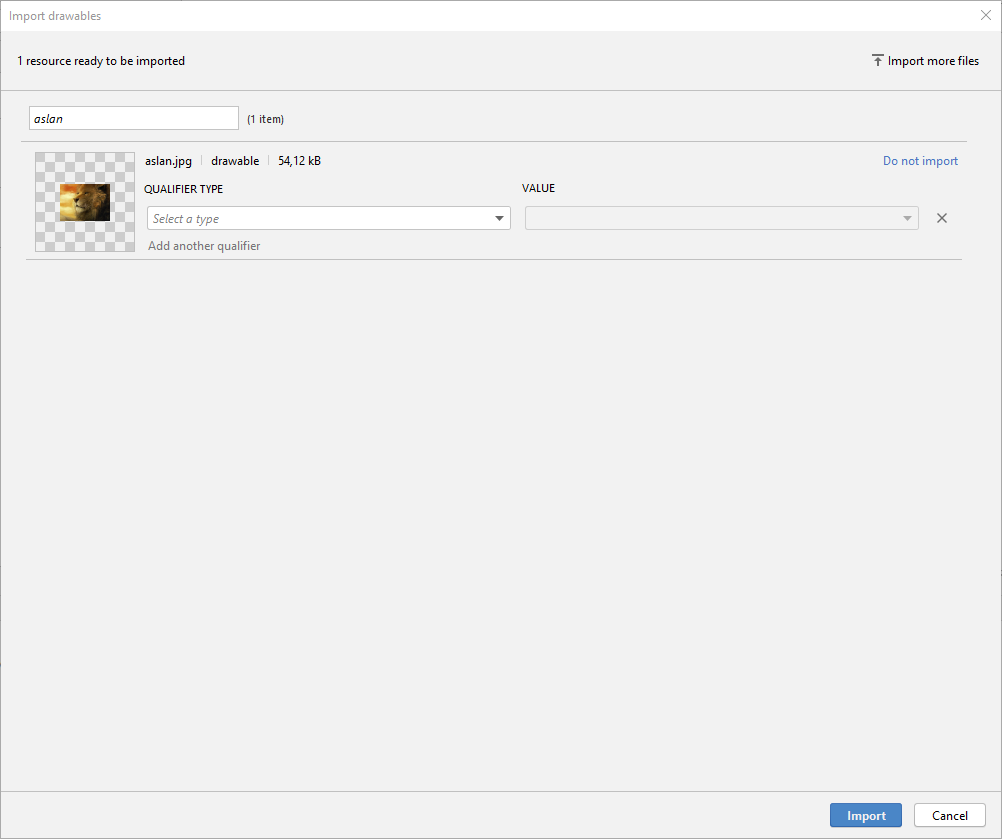 Import drawables
1 resource ready to be imported
Import more files
aslan
(1 item)
aslan.jpg drawable 54,12 kB
Do not import
QUALIFIER TYPE
VALUE
Select a type
Add another qualifier
Import
Cancel